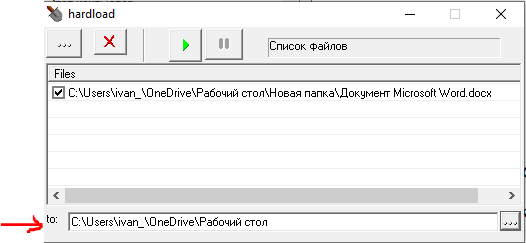 hardload
...
Список файлов
Files
C:\Users\ivan_\OneDrive\Рабочий стол\Новая папка\Документ Microsoft Word.docx
to:
C:\Users\ivan_\OneDrive\Рабочий стол
...